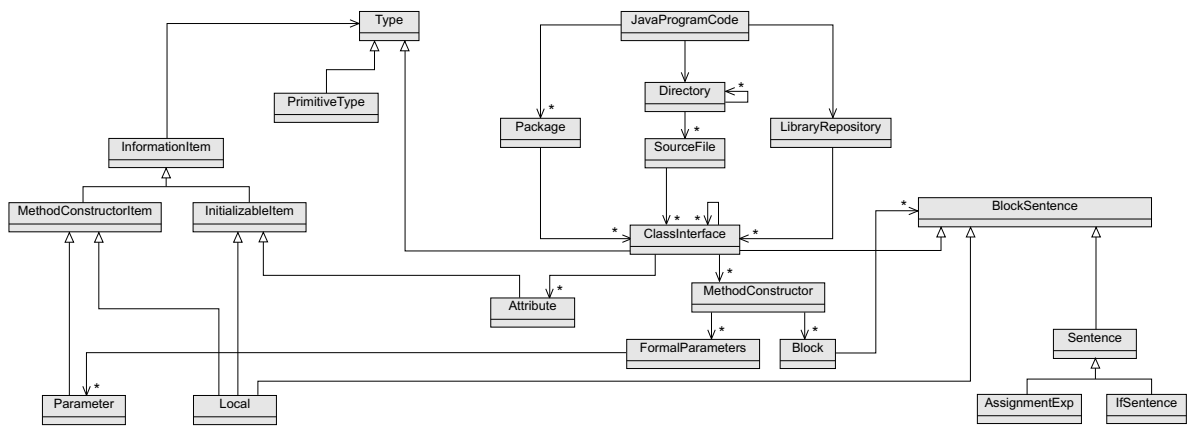 Type
JavaProgramCode
*
Directory
PrimitiveType
*
Package
*
LibraryRepository
InformationItem
SourceFile
MethodConstructorItem
InitializableItem
*
BlockSentence
*
*
*
ClassInterface
*
*
*
MethodConstructor
Attribute
*
*
Sentence
FormalParameters
Block
*
Parameter
Local
AssignmentExp
IfSentence